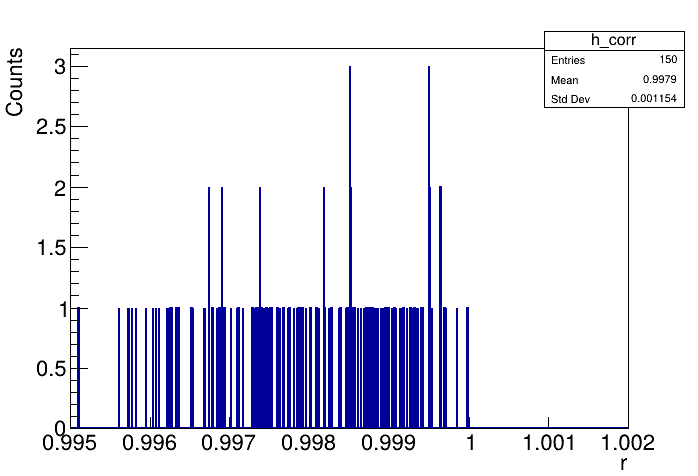 h_corr
Entries 150
Mean 0.9979
Std Dev 0.001154
Counts
3
2.5
2
1.5
1
0.5
0
0.995 0.996 0.997 0.998 0.999 1 1.001 1.002
r